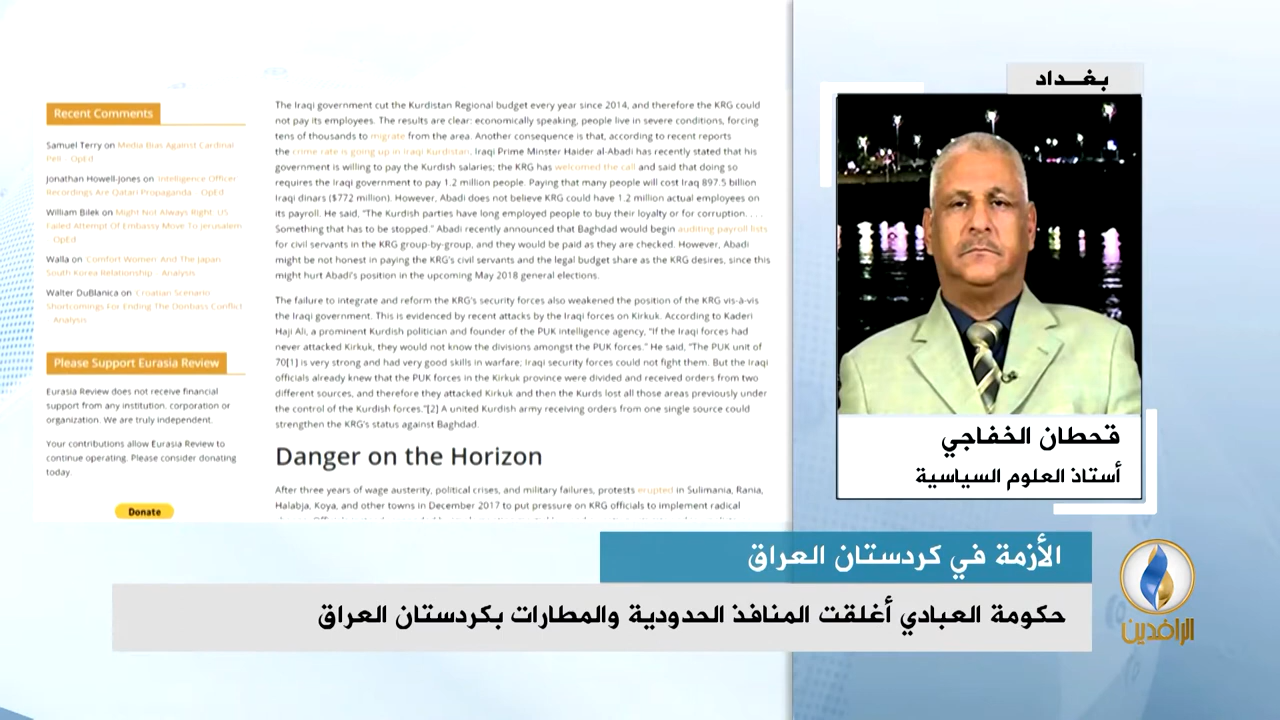 Recent Comments
Samuel Terry on Media Bias Against Cardinal
Pell – OpEd
Jonathan Howell-Jones on Intelligence Officer
Recordings Are Qatari Propaganda – OpEd
William Bilek on Might Not Always Right: US
Failed Attempt Of Embassy Move To Jerusalem
– OpEd
Walla on Comfort Women And The Japan-
South Korea Relationship – Analysis
Walter DuBlanica on Croatian Scenario:
Shortcomings For Ending The Donbass Conflict
– Analysis
Please Support Eurasia Review
Eurasia Review does not receive financial
support from any institution, corporation or
organization. We are truly independent.
Your contributions allow Eurasia Review to
continue operating. Please consider donating
today.
Donate
The Iraqi government cut the Kurdistan Regional budget every year since 2014, and therefore the KRG could
not pay its employees. The results are clear: economically speaking, people live in severe conditions, forcing
tens of thousands to migrate from the area. Another consequence is that, according to recent reports
the crime rate is going up in Iraqi Kurdistan. Iraqi Prime Minster Haider al-Abadi has recently stated that his
government is willing to pay the Kurdish salaries; the KRG has welcomed the call and said that doing so
requires the Iraqi government to pay 1.2 million people. Paying that many people will cost Iraq 897.5 billion
Iraqi dinars ($772 million). However, Abadi does not believe KRG could have 1.2 million actual employees on
its payroll. He said, "The Kurdish parties have long employed people to buy their loyalty or for corruption. . . .
Something that has to be stopped." Abadi recently announced that Baghdad would begin auditing payroll lists
for civil servants in the KRG group-by-group, and they would be paid as they are checked. However, Abadi
might be not honest in paying the KRG's civil servants and the legal budget share as the KRG desires, since this
might hurt Abadi's position in the upcoming May 2018 general elections.
The failure to integrate and reform the KRG's security forces also weakened the position of the KRG vis-à-vis
the Iraqi government. This is evidenced by recent attacks by the Iraqi forces on Kirkuk. According to Kaderi
Haji Ali, a prominent Kurdish politician and founder of the PUK intelligence agency, "If the Iraqi forces had
never attacked Kirkuk, they would not know the divisions amongst the PUK forces." He said, "The PUK unit of
70[1] is very strong and had very good skills in warfare; Iraqi security forces could not fight them. But the Iraqi
officials already knew that the PUK forces in the Kirkuk province were divided and received orders from two
different sources, and therefore they attacked Kirkuk and then the Kurds lost all those areas previously under
the control of the Kurdish forces."[2] A united Kurdish army receiving orders from one single source could
strengthen the KRG's status against Baghdad.
Danger on the Horizon
After three years of wage austerity, political crises, and military failures, protests erupted in Sulimania, Rania,
Halabja, Koya, and other towns in December 2017 to put pressure on KRG officials to implement radical
بغـــداد
قحطان الخفاجي
أستاذ العلوم السياسية
الأزمة في كردستان العراق
حكومة العبادي أغلقت المنافذ الحدودية والمطارات بكردستان العراق
الرافدين